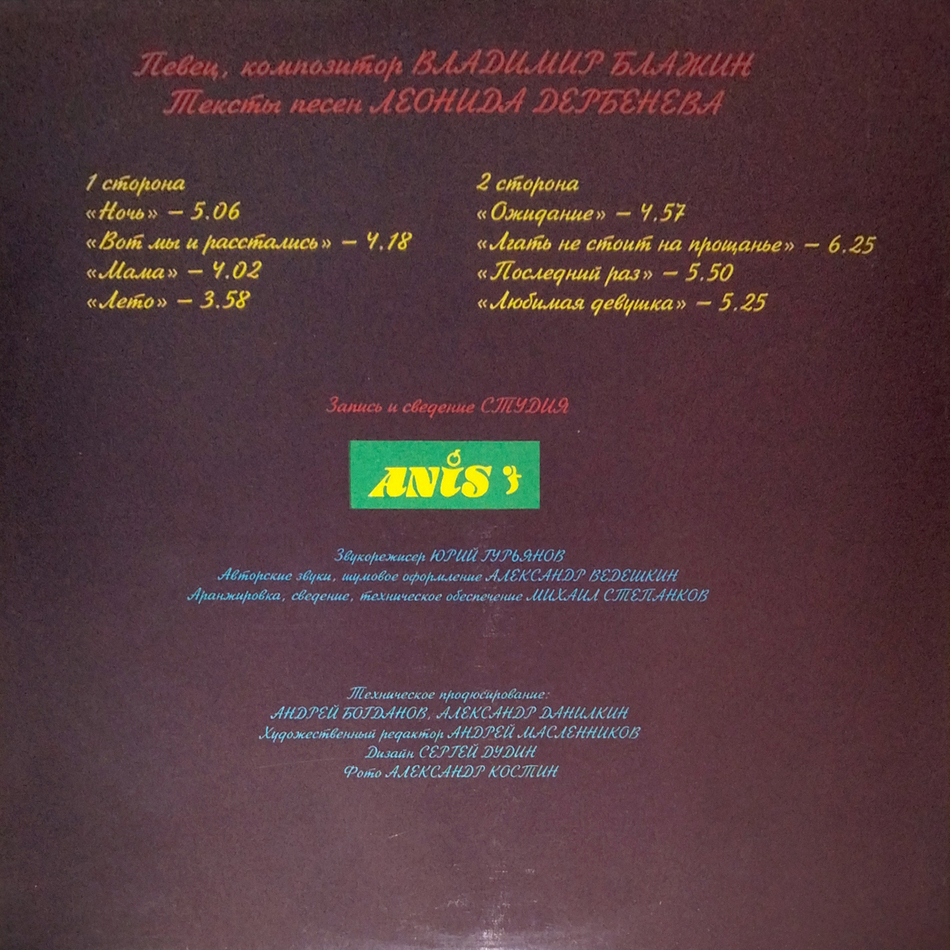 Певец, композитор ВЛАДИМИР БЛАЖИН
Тексты песен ЛЕОНИДА ДЕРБЕНЕВА
1 сторона
«Ночь» – 5.06
«Вот мы и расстались» – 4.18
«Мама» – 4.02
«Лето» – 3.58
2 сторона
«Ожидание» – 4.57
«Лгать не стоит на прощанье» – 6.25
«Последний раз» – 5.50
«Любимая девушка» – 5.25
Запись и сведение СТУДИЯ
ANIS
Звукорежисер ЮРИЙ ГУРЬЯНОВ
Авторские звуки, шумовое оформление АЛЕКСАНДР ВЕДЕШКИН
Аранжировка, сведение, техническое обеспечение МИХАИЛ СТЕПАНКОВ
Техническое продюсирование:
АНДРЕЙ БОГДАНОВ, АЛЕКСАНДР ДАНИЛКИН
Художественный редактор АНДРЕЙ МАСЛЕННИКОВ
Дизайн СЕРГЕЙ ДУДИН
Фото АЛЕКСАНДР КОСТИН